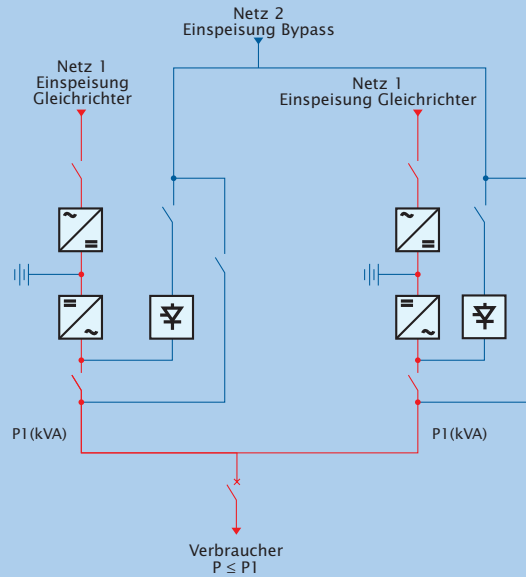 Netz 2
Einspeisung Bypass
Netz 1
Einspeisung
Gleichrichter
Netz 1
Einspeisung Gleichrichter
P1(kVA)
P1(kVA)
Verbraucher
P ≤ P1